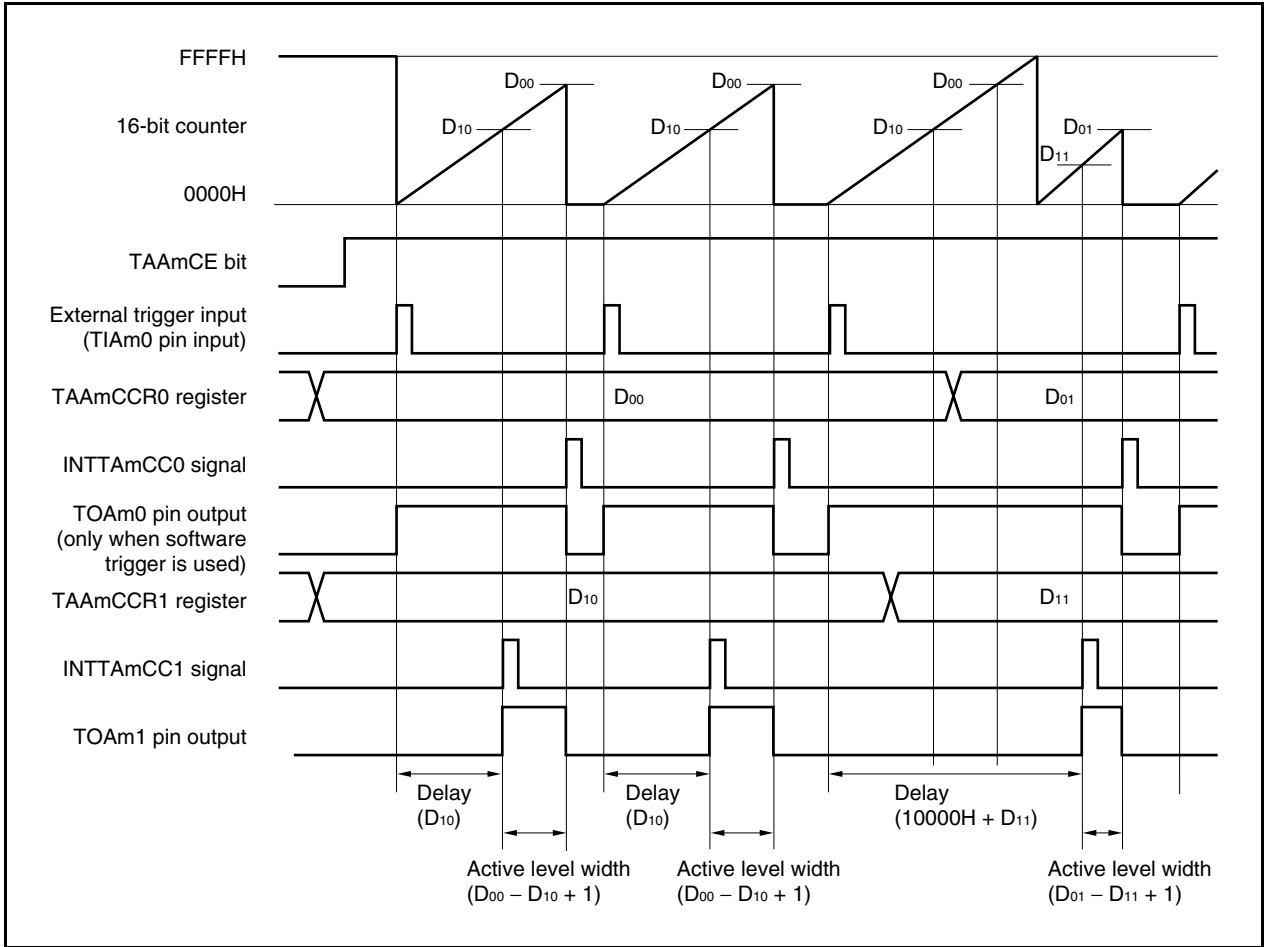 FFFFH
D00
D00
D00
16-bit counter
D10
D10
D10
D01
D11
0000H
TAAmCE bit
External trigger input
(TIAm0 pin input)
TAAmCCR0 register
D00
D01
INTTAmCC0 signal
TOAm0 pin output
(only when software
trigger is used)
TAAmCCR1 register
D10
D11
INTTAmCC1 signal
TOAm1 pin output
Delay
(D10)
Delay
(D10)
Delay
(10000H + D11)
Active level width
(D00 − D10 + 1)
Active level width
(D00 − D10 + 1)
Active level width
(D01 − D11 + 1)